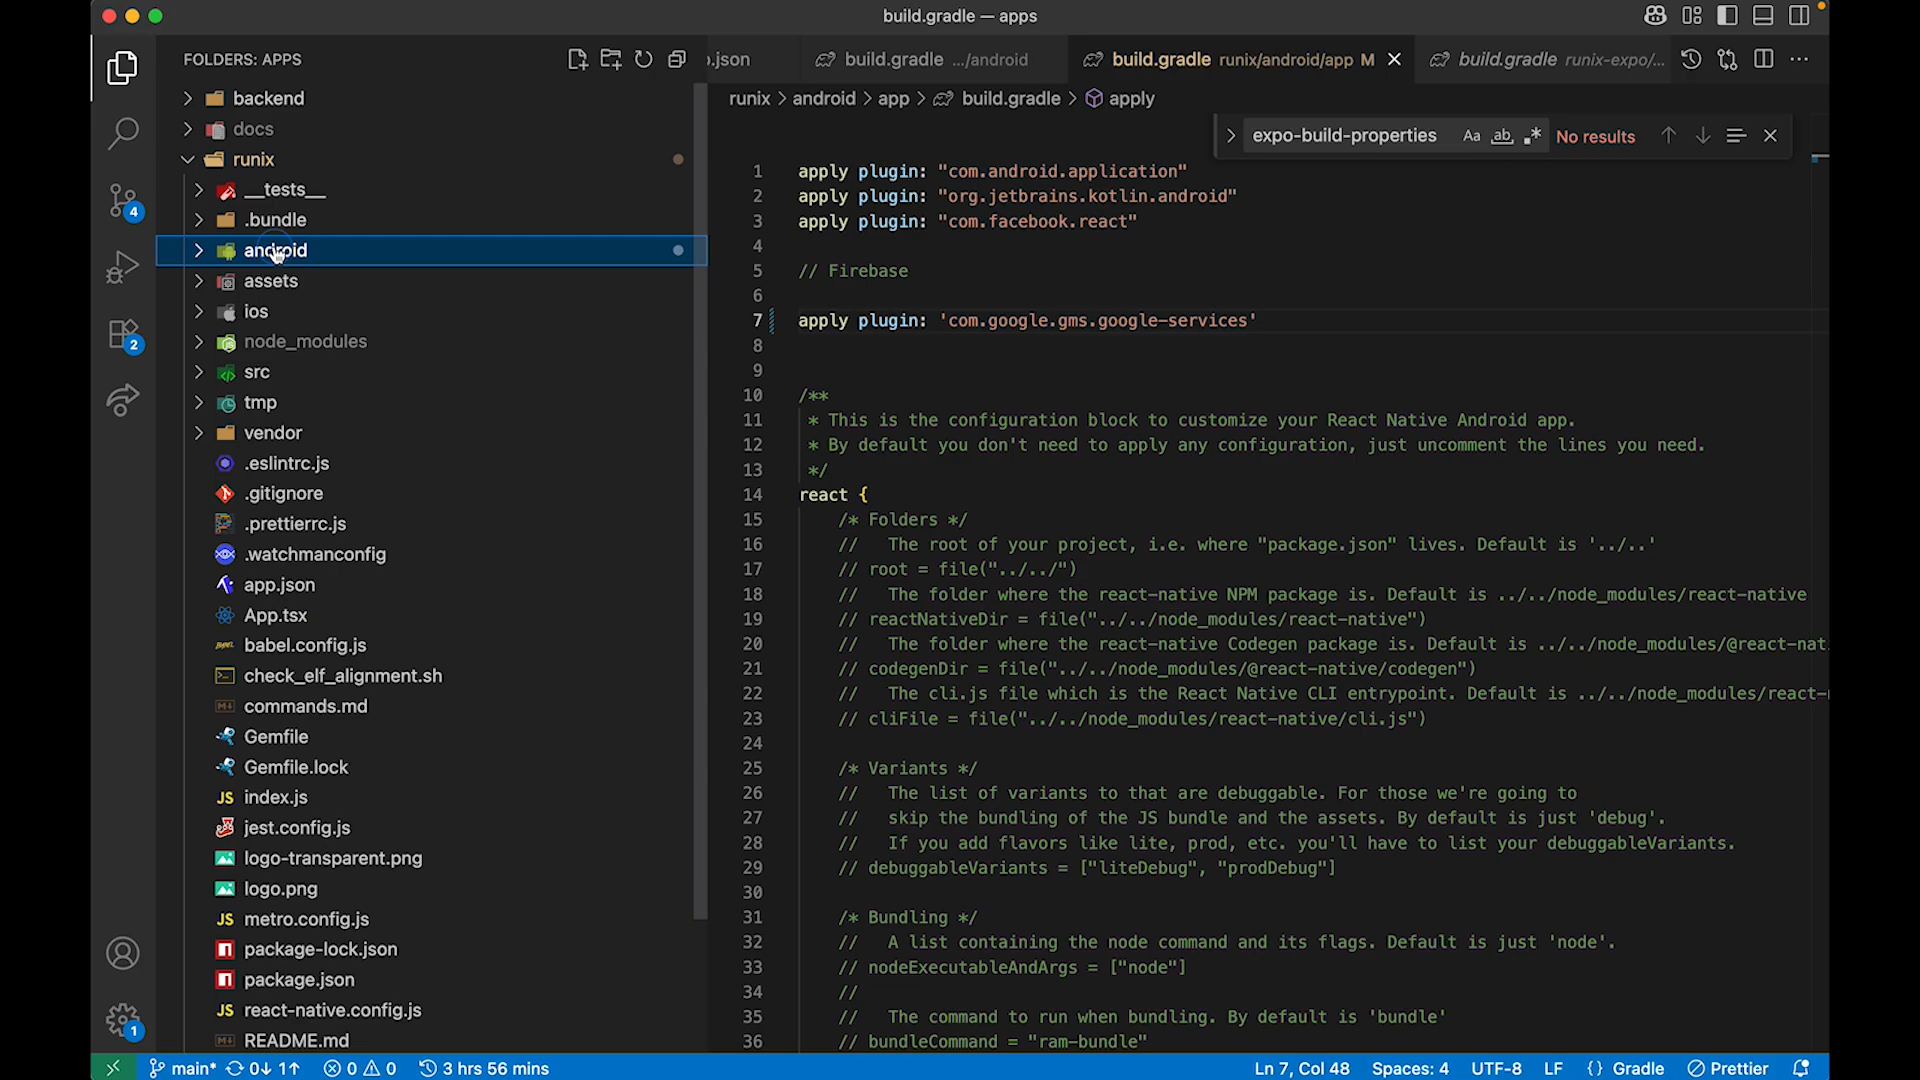 build.gradle — apps
FOLDERS: APPS
.json
build.gradle .../android
build.gradle runix/android/app M
build.gradle runix-expo/...
backend
docs
runix
__tests__
.bundle
android
assets
ios
node_modules
src
tmp
vendor
.eslintrc.js
.gitignore
.prettierrc.js
.watchmanconfig
app.json
App.tsx
babel.config.js
check_elf_alignment.sh
commands.md
Gemfile
Gemfile.lock
index.js
jest.config.js
logo-transparent.png
logo.png
metro.config.js
package-lock.json
package.json
react-native.config.js
README.md
4
2
1
runix > android > app > build.gradle > apply
expo-build-properties Aa ab .* No results
1 apply plugin: "com.android.application"
2 apply plugin: "org.jetbrains.kotlin.android"
3 apply plugin: "com.facebook.react"
4
5 // Firebase
6
7 apply plugin: 'com.google.gms.google-services'
8
9
10 /**
11 * This is the configuration block to customize your React Native Android app.
12 * By default you don't need to apply any configuration, just uncomment the lines you need.
13 */
14 react {
15 /* Folders */
16 // The root of your project, i.e. where "package.json" lives. Default is '../..'
17 // root = file("../../")
18 // The folder where the react-native NPM package is. Default is ../../node_modules/react-native
19 // reactNativeDir = file("../../node_modules/react-native")
20 // The folder where the react-native Codegen package is. Default is ../../node_modules/@react-nat
21 // codegenDir = file("../../node_modules/@react-native/codegen")
22 // The cli.js file which is the React Native CLI entrypoint. Default is ../../node_modules/react-
23 // cliFile = file("../../node_modules/react-native/cli.js")
24
25 /* Variants */
26 // The list of variants to that are debuggable. For those we're going to
27 // skip the bundling of the JS bundle and the assets. By default is just 'debug'.
28 // If you add flavors like lite, prod, etc. you'll have to list your debuggableVariants.
29 // debuggableVariants = ["liteDebug", "prodDebug"]
30
31 /* Bundling */
32 // A list containing the node command and its flags. Default is just 'node'.
33 // nodeExecutableAndArgs = ["node"]
34 //
35 // The command to run when bundling. By default is 'bundle'
36 // bundleCommand = "ram-bundle"
main* 0↓ 1↑ 0 0 3 hrs 56 mins
Ln 7, Col 48 Spaces: 4 UTF-8 LF {} Gradle Prettier